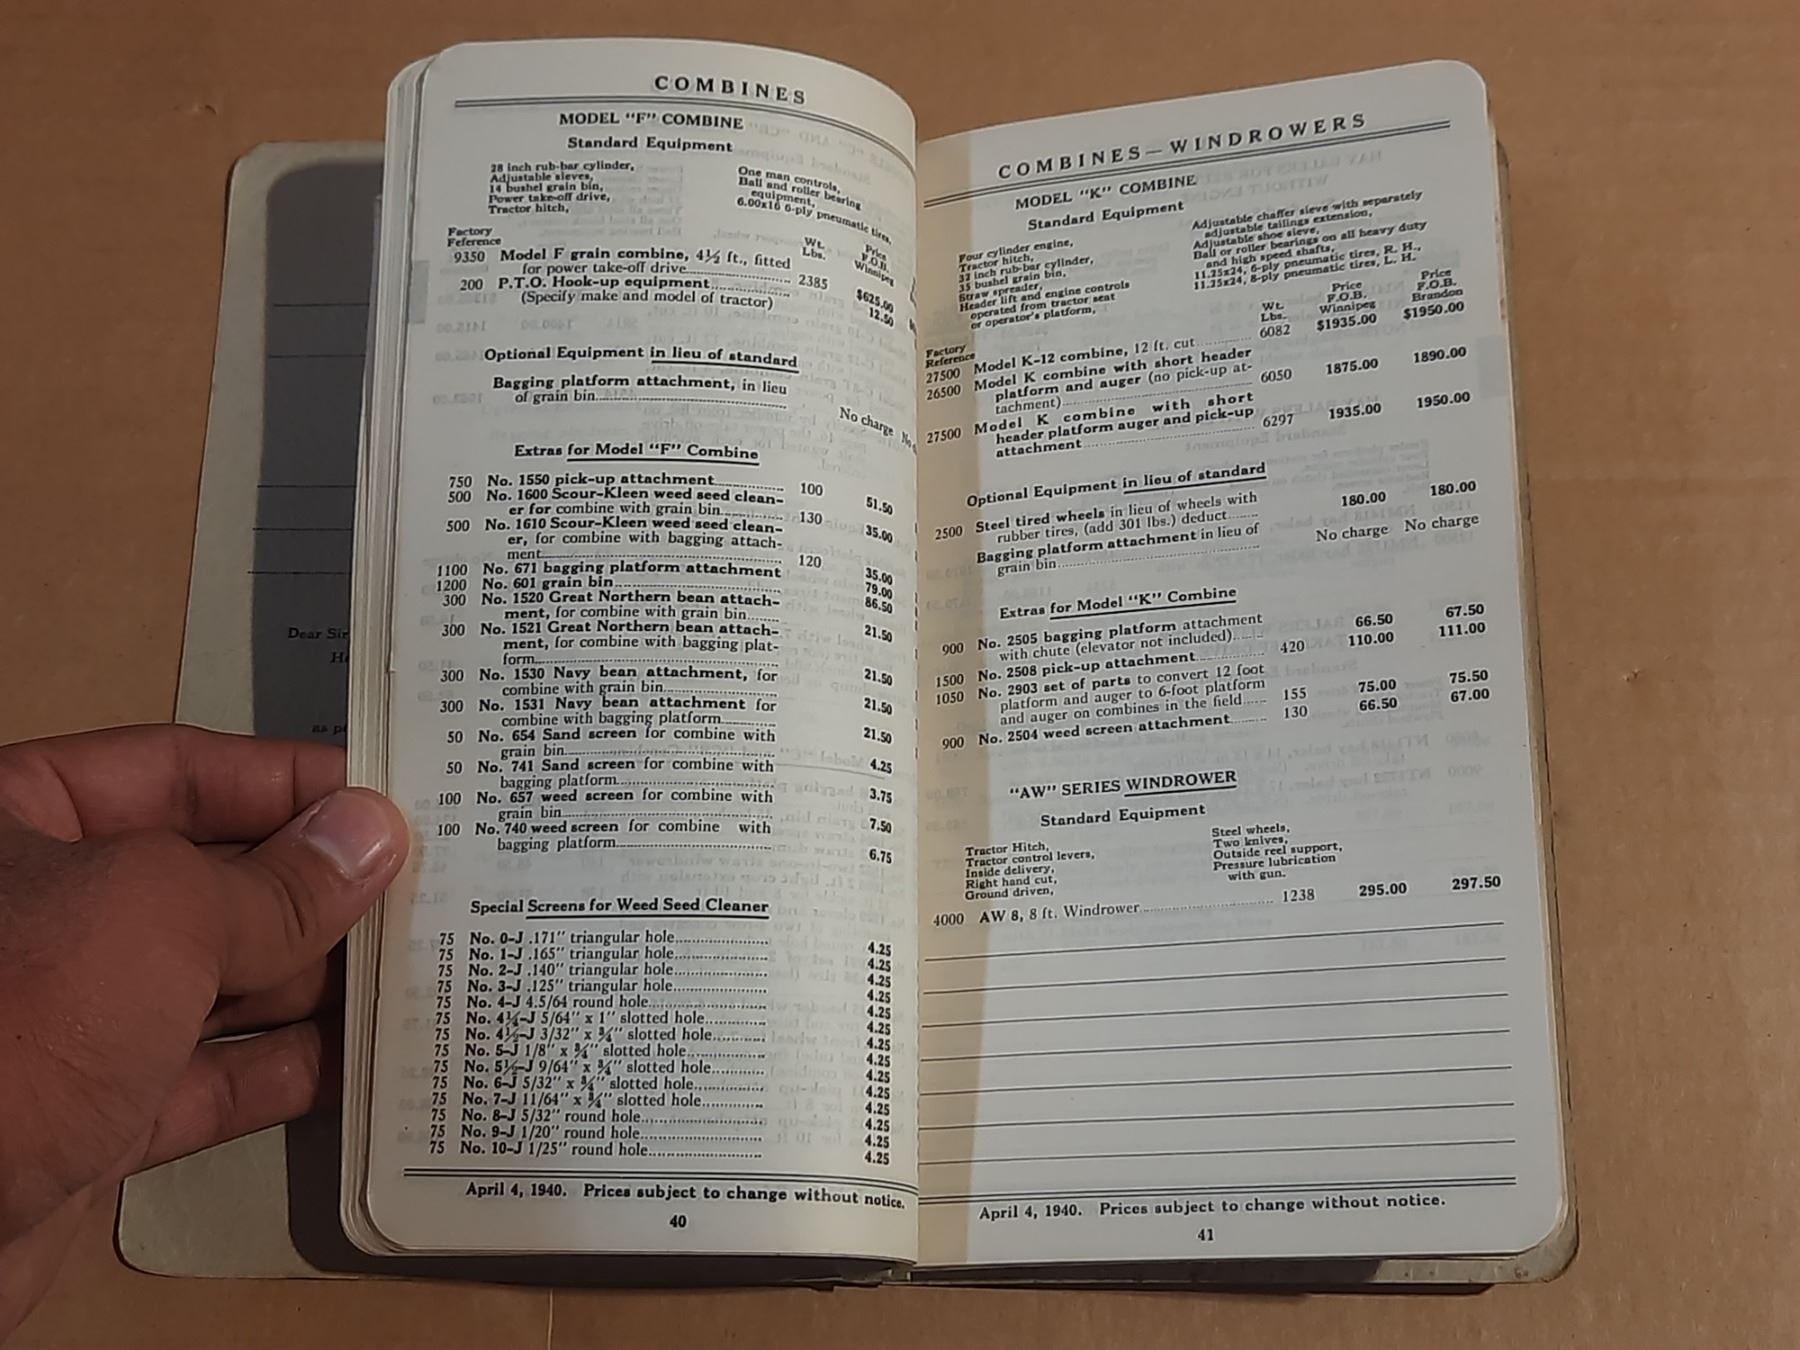 COMBINES
MODEL "F" COMBINE
Standard Equipment
28 inch rub-bar cylinder,
Adjustable sieves,
14 bushel grain bin,
Power take-off drive,
Tractor hitch,
One man controls,
Ball and roller bearing
equipment,
6.00x16 6-ply pneumatic tires.
Factory
Reference
Wt.
Lbs.
Price
F.O.B.
Winnipeg
9350 Model F grain combine, 4½ ft., fitted
for power take-off drive 2385 $625.00
200 P.T.O. Hook-up equipment 12.50
(Specify make and model of tractor)
Optional Equipment in lieu of standard
Bagging platform attachment, in lieu
of grain bin No charge No
Extras for Model "F" Combine
750 No. 1550 pick-up attachment 100 51.50
500 No. 1600 Scour-Kleen weed seed clean-
er for combine with grain bin 130 35.00
500 No. 1610 Scour-Kleen weed seed clean-
er, for combine with bagging attach-
ment 120 35.00
1100 No. 671 bagging platform attachment 79.00
1200 No. 601 grain bin 86.50
300 No. 1520 Great Northern bean attach-
ment, for combine with grain bin 21.50
300 No. 1521 Great Northern bean attach-
ment, for combine with bagging plat-
form 21.50
300 No. 1530 Navy bean attachment, for
combine with grain bin 21.50
300 No. 1531 Navy bean attachment for
combine with bagging platform 21.50
50 No. 654 Sand screen for combine with
grain bin 4.25
50 No. 741 Sand screen for combine with
bagging platform 3.75
100 No. 657 weed screen for combine with
grain bin 7.50
100 No. 740 weed screen for combine with
bagging platform 6.75
Special Screens for Weed Seed Cleaner
75 No. 0-J .171" triangular hole 4.25
75 No. 1-J .165" triangular hole 4.25
75 No. 2-J .140" triangular hole 4.25
75 No. 3-J .125" triangular hole 4.25
75 No. 4-J 4.5/64 round hole 4.25
75 No. 4¼-J 5/64" x 1" slotted hole 4.25
75 No. 4½-J 3/32" x ¾" slotted hole 4.25
75 No. 5-J 1/8" x ¾" slotted hole 4.25
75 No. 5½-J 9/64" x ¾" slotted hole 4.25
75 No. 6-J 5/32" x ¾" slotted hole 4.25
75 No. 7-J 11/64" x ¾" slotted hole 4.25
75 No. 8-J 5/32" round hole 4.25
75 No. 9-J 1/20" round hole 4.25
75 No. 10-J 1/25" round hole 4.25
April 4, 1940. Prices subject to change without notice.
40
COMBINES—WINDROWERS
MODEL "K" COMBINE
Standard Equipment
Four cylinder engine,
Tractor hitch,
32 inch rub-bar cylinder,
35 bushel grain bin,
Straw spreader,
Header lift and engine controls
operated from tractor seat
or operator's platform,
Adjustable chaffer sieve with separately
adjustable tailings extension,
Adjustable shoe sieve,
Ball or roller bearings on all heavy duty
and high speed shafts,
11.25x24, 6-ply pneumatic tires, R. H.,
11.25x24, 8-ply pneumatic tires, L. H.
Factory
Reference
Wt.
Lbs.
Price
F.O.B.
Winnipeg
Price
F.O.B.
Brandon
27500 Model K-12 combine, 12 ft. cut 6082 $1935.00 $1950.00
26500 Model K combine with short header
platform and auger (no pick-up at-
tachment) 6050 1875.00 1890.00
27500 Model K combine with short
header platform auger and pick-up
attachment 6297 1935.00 1950.00
Optional Equipment in lieu of standard
2500 Steel tired wheels in lieu of wheels with
rubber tires, (add 301 lbs.) deduct 180.00 180.00
Bagging platform attachment in lieu of
grain bin No charge No charge
Extras for Model "K" Combine
900 No. 2505 bagging platform attachment
with chute (elevator not included) 66.50 67.50
1500 No. 2508 pick-up attachment 420 110.00 111.00
1050 No. 2903 set of parts to convert 12 foot
platform and auger to 6-foot platform
and auger on combines in the field 155 75.00 75.50
900 No. 2504 weed screen attachment 130 66.50 67.00
"AW" SERIES WINDROWER
Standard Equipment
Tractor Hitch,
Tractor control levers,
Inside delivery,
Right hand cut,
Ground driven,
Steel wheels,
Two knives,
Outside reel support,
Pressure lubrication
with gun.
4000 AW 8, 8 ft. Windrower 1238 295.00 297.50
April 4, 1940. Prices subject to change without notice.
41
Dear Sir